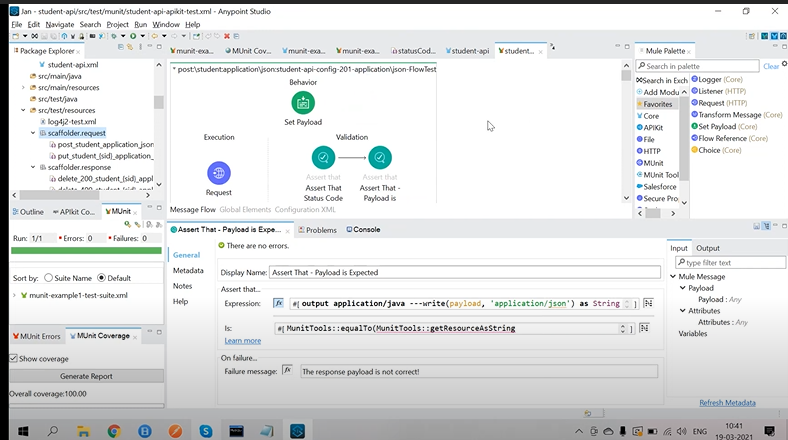 Jan - student-api/src/test/munit/student-api-apikit-test.xml - Anypoint Studio
File Edit Navigate Search Project Run Window Help
Package Explorer
student-api.xml
src/main/java
src/main/resources
src/test/java
src/test/resources
log4j2-test.xml
scaffolder.request
post_student_application_json
put_student_{sid}_application_
scaffolder.response
delete_200_student_{sid}_appl
Outline APIkit Co... MUnit
Run: 1/1 Errors: 0 Failures: 0
Sort by: Suite Name Default
munit-example1-test-suite.xml
MUnit Errors MUnit Coverage
Show coverage
Generate Report
Overall coverage:100.00
munit-exa... MUnit Cov... munit-exa... munit-exa... statusCod... student-api student...
* post:\student:application\json:student-api-config-201-application\json-FlowTest
Behavior
Set Payload
Execution
Validation
Request
Assert that
Assert That
Status Code
Assert that
Assert That -
Payload is
Message Flow Global Elements Configuration XML
Assert That - Payload is Expe... Problems Console
There are no errors.
General
Metadata
Notes
Help
Display Name: Assert That - Payload is Expected
Assert that...
Expression: fx #[ output application/java ---write(payload, 'application/json') as String ]
Is: #[ MunitTools::equalTo(MunitTools::getResourceAsString ]
Learn more
On failure...
Failure message: fx The response payload is not correct!
Mule Palette
Search in palette Clear
Search in Exch
Add Modu
Favorites
Core
APIKit
File
HTTP
MUnit
MUnit Tool
Salesforce
Secure Pro
Logger (Core)
Listener (HTTP)
Request (HTTP)
Transform Message (Core)
Set Payload (Core)
Flow Reference (Core)
Choice (Core)
Input Output
type filter text
Mule Message
Payload
Payload : Any
Attributes
Attributes : Any
Variables
Refresh Metadata
ENG
10:41
19-03-2021